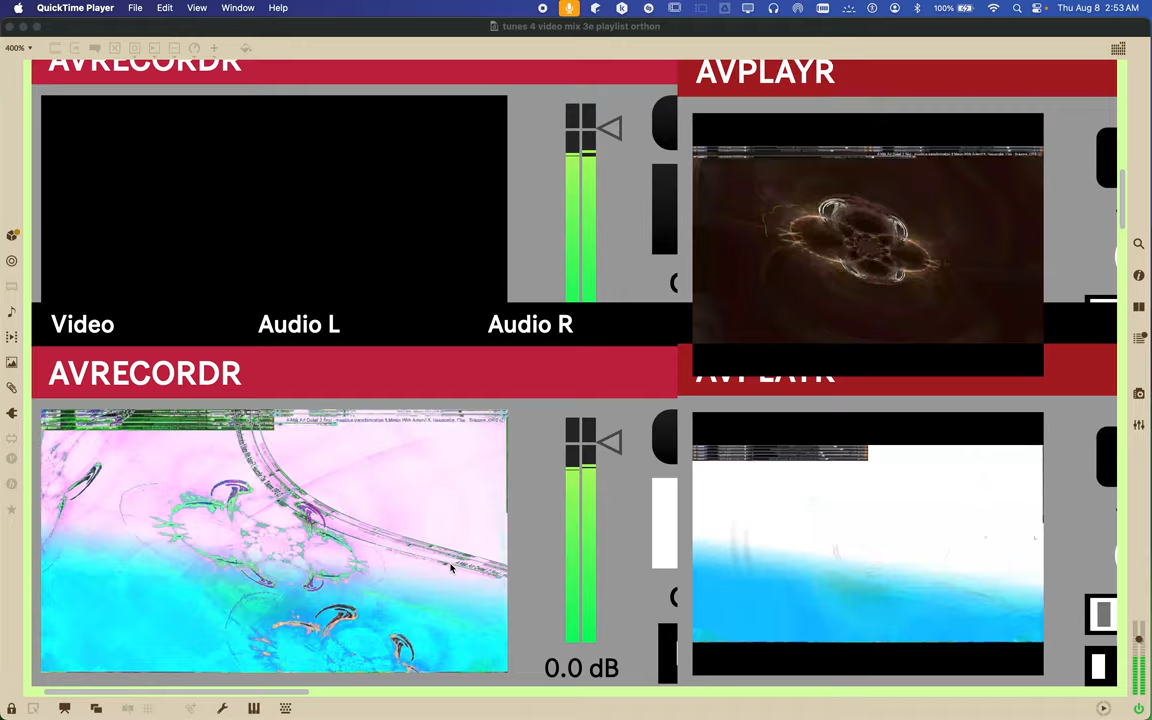 QuickTime Player File Edit View Window Help 100% Thu Aug 8 2:53 AM
tunes 4 video mix 3e playlist orthon
400%
AVRECORDR
AVPLAYR
Video Audio L Audio R
AVRECORDR
AVPLAYR
0.0 dB